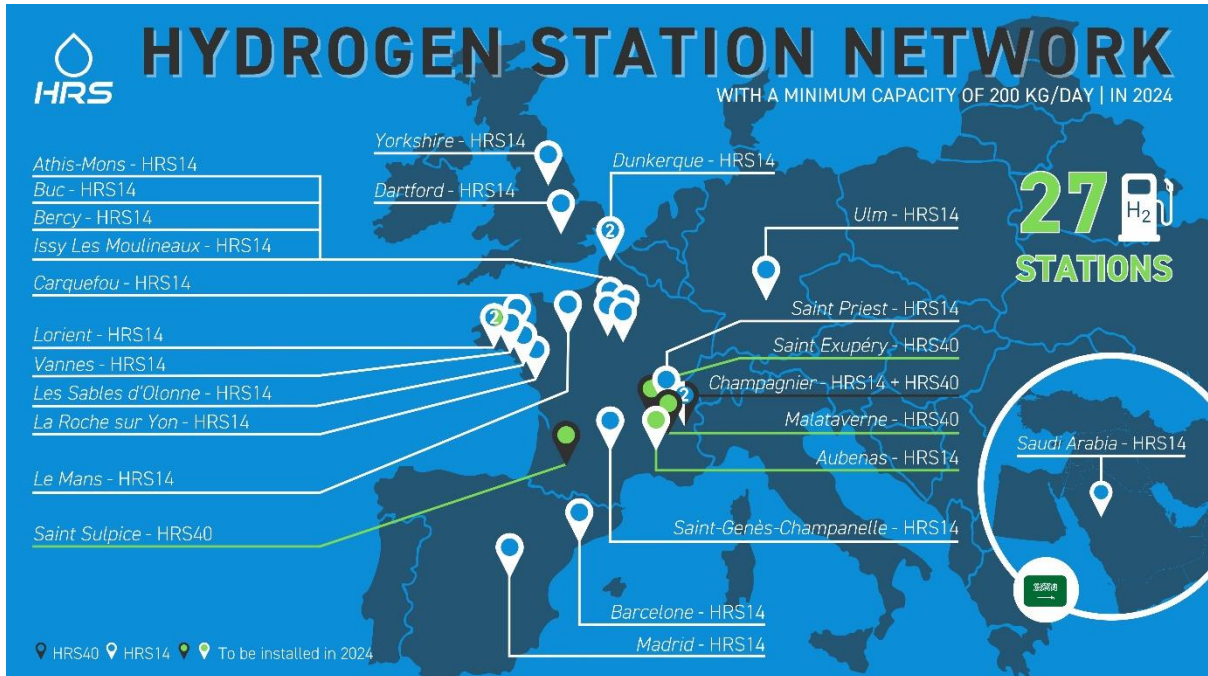 HRS
HYDROGEN STATION NETWORK
WITH A MINIMUM CAPACITY OF 200 KG/DAY | IN 2024
Athis-Mons - HRS14
Buc - HRS14
Bercy - HRS14
Issy Les Moulineaux - HRS14
Carquefou - HRS14
Lorient - HRS14
Vannes - HRS14
Les Sables d'Olonne - HRS14
La Roche sur Yon - HRS14
Le Mans - HRS14
Saint Sulpice - HRS40
Yorkshire - HRS14
Dartford - HRS14
Dunkerque - HRS14
2
2
Ulm - HRS14
Saint Priest - HRS14
Saint Exupéry - HRS40
Champagnier - HRS14 + HRS40
2
Malataverne - HRS40
Aubenas - HRS14
Saint-Genès-Champanelle - HRS14
Barcelone - HRS14
Madrid - HRS14
27
H2
STATIONS
Saudi Arabia - HRS14
HRS40 HRS14 To be installed in 2024